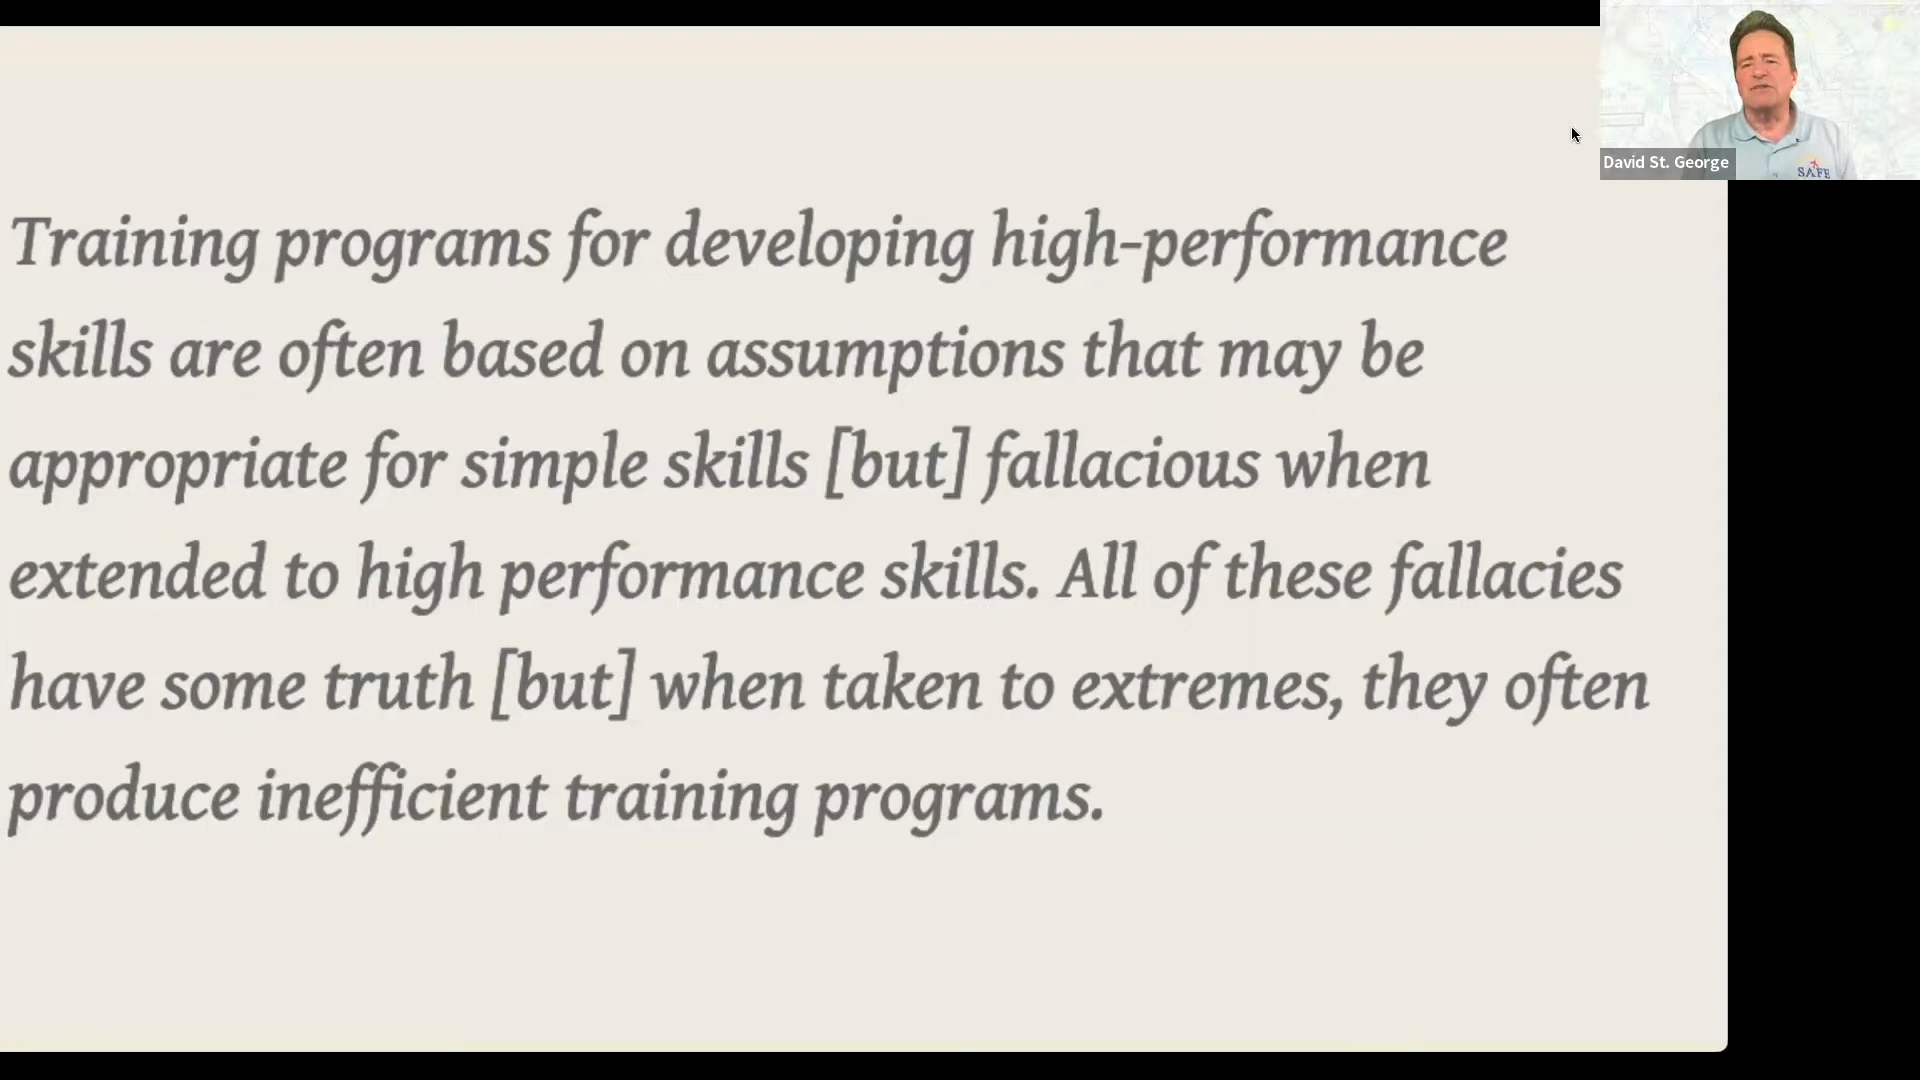 Training programs for developing high-performance
skills are often based on assumptions that may be
appropriate for simple skills [but] fallacious when
extended to high performance skills. All of these fallacies
have some truth [but] when taken to extremes, they often
produce inefficient training programs.
David St. George
SAFE